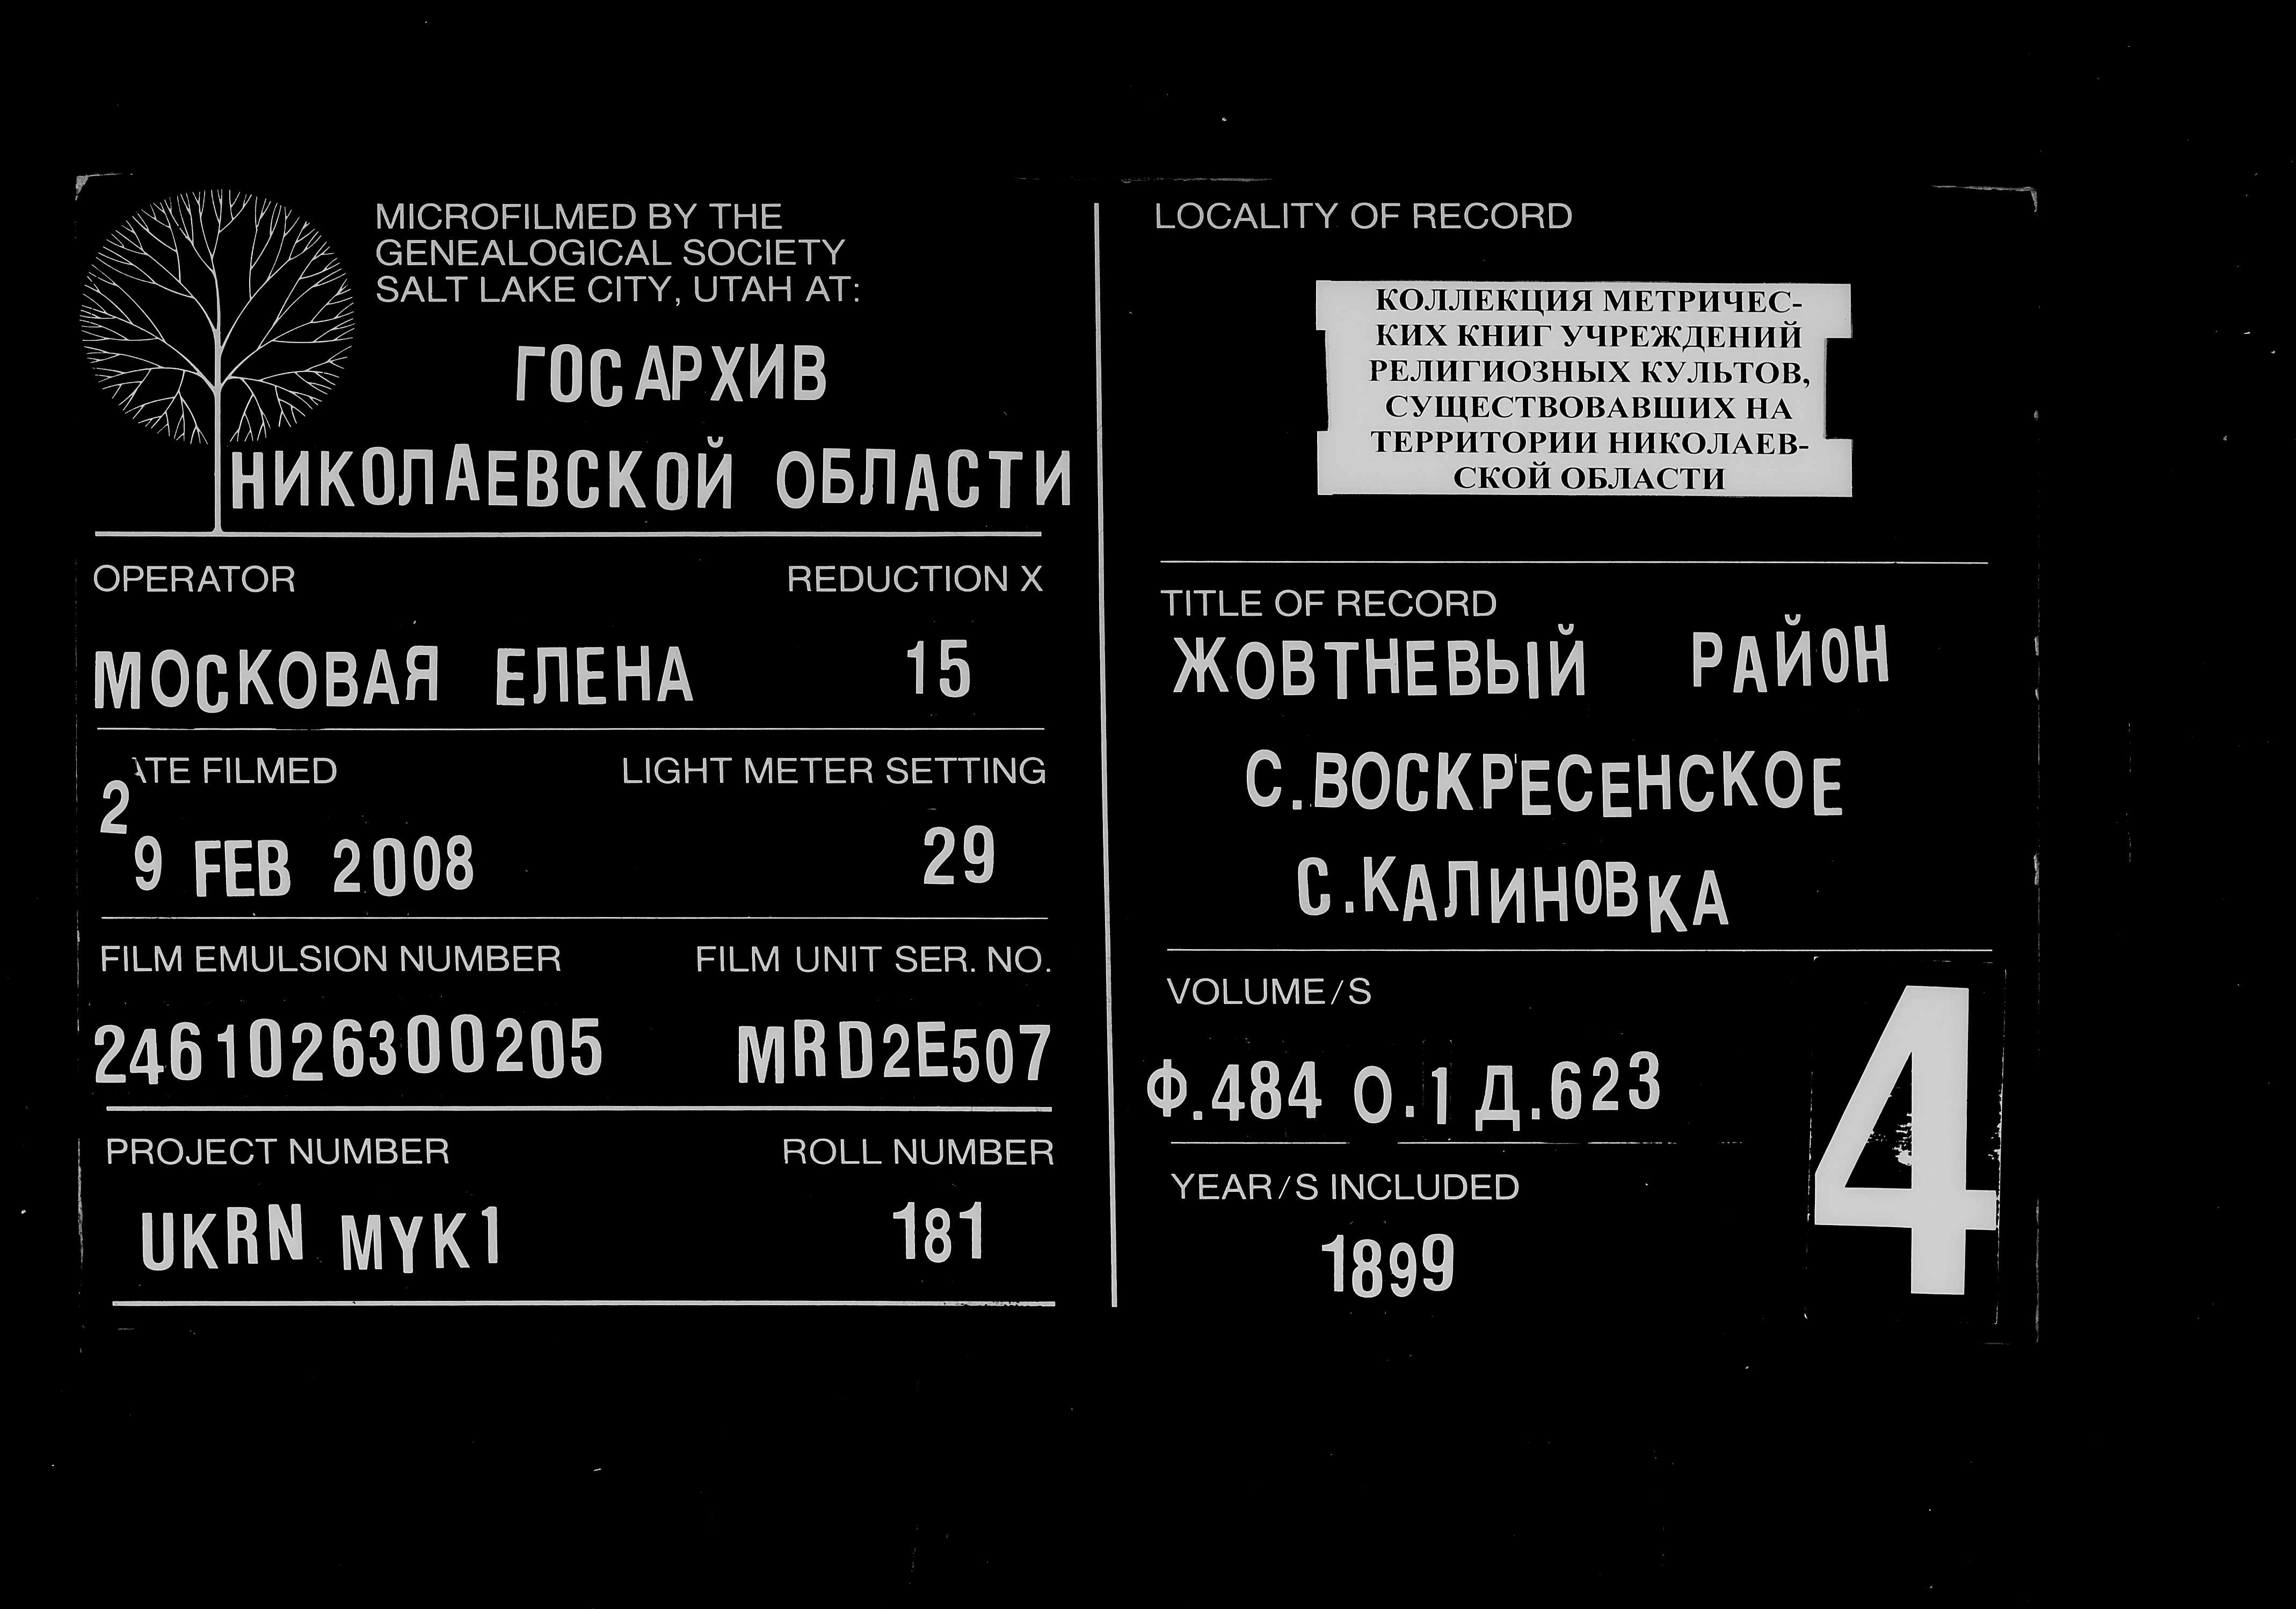 MICROFILMED BY THE
GENEALOGICAL SOCIETY
SALT LAKE CITY, UTAH AT:
ГОСАРХИВ
НИКОЛАЕВСКОЙ ОБЛАСТИ
OPERATOR REDUCTION X
МОСКОВАЯ ЕЛЕНА 15
ATE FILMED LIGHT METER SETTING
29 FEB 2008 29
FILM EMULSION NUMBER FILM UNIT SER. NO.
2461026300205 MRD2E507
PROJECT NUMBER ROLL NUMBER
UKRN MYK1 181
LOCALITY OF RECORD
КОЛЛЕКЦИЯ МЕТРИЧЕС-
КИХ КНИГ УЧРЕЖДЕНИЙ
РЕЛИГИОЗНЫХ КУЛЬТОВ,
СУЩЕСТВОВАВШИХ НА
ТЕРРИТОРИИ НИКОЛАЕВ-
СКОЙ ОБЛАСТИ
TITLE OF RECORD
ЖОВТНЕВЫЙ РАЙОН
С.ВОСКРЕСЕНСКОЕ
С.КАЛИНОВКА
VOLUME/S
Ф.484 О.1 Д.623
YEAR/S INCLUDED
1899
4